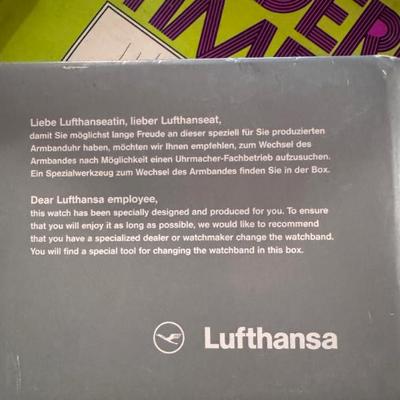 Liebe Lufthanseatin, lieber Lufthanseat,
damit Sie möglichst lange Freude an dieser speziell für Sie produzierten
Armbanduhr haben, möchten wir Ihnen empfehlen, zum Wechsel des
Armbandes nach Möglichkeit einen Uhrmacher-Fachbetrieb aufzusuchen.
Ein Spezialwerkzeug zum Wechsel des Armbandes finden Sie in der Box.
Dear Lufthansa employee,
this watch has been specially designed and produced for you. To ensure
that you will enjoy it as long as possible, we would like to recommend
that you have a specialized dealer or watchmaker change the watchband.
You will find a special tool for changing the watchband in this box.
Lufthansa